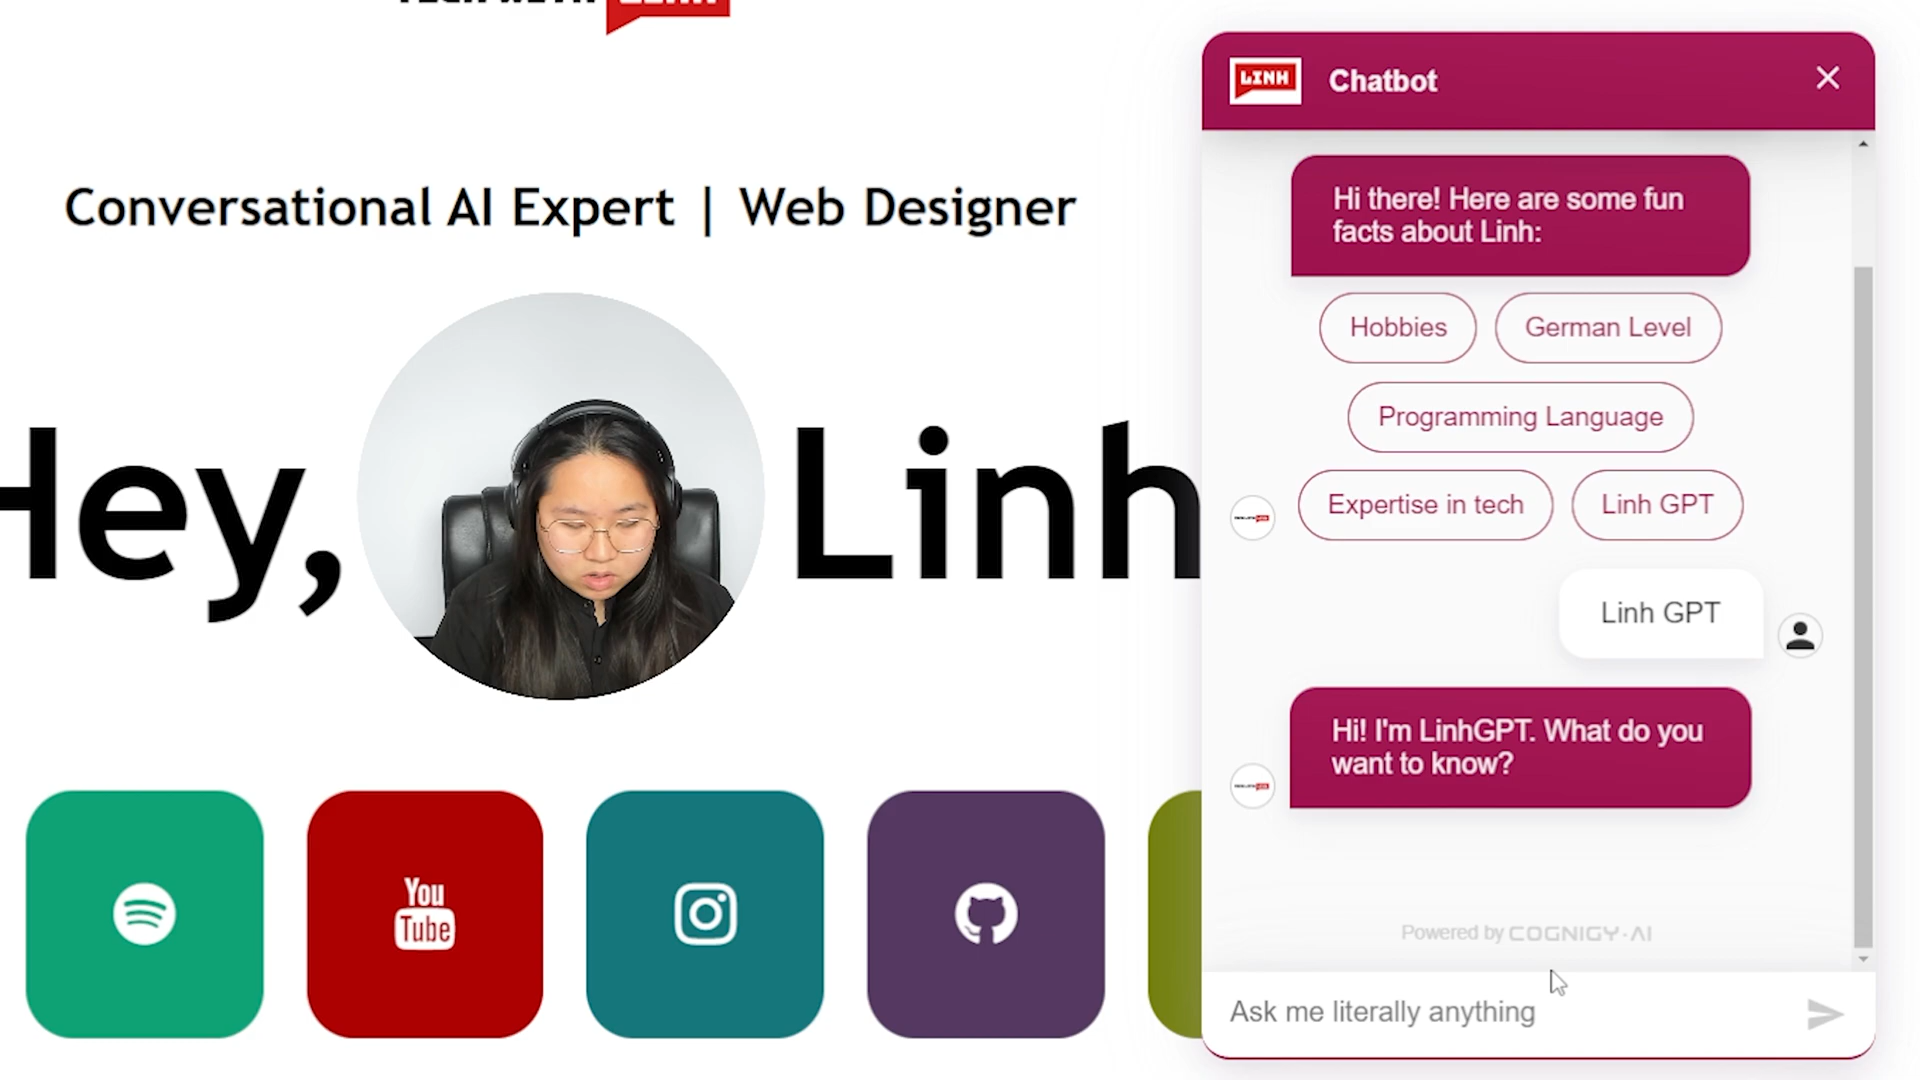 LINH
Conversational AI Expert | Web Designer
Hey,
Linh
You
Tube
LINH
Chatbot
Hi there! Here are some fun
facts about Linh:
Hobbies
German Level
Programming Language
Expertise in tech
Linh GPT
Linh GPT
Hi! I'm LinhGPT. What do you
want to know?
Powered by COGNIGY.AI
Ask me literally anything